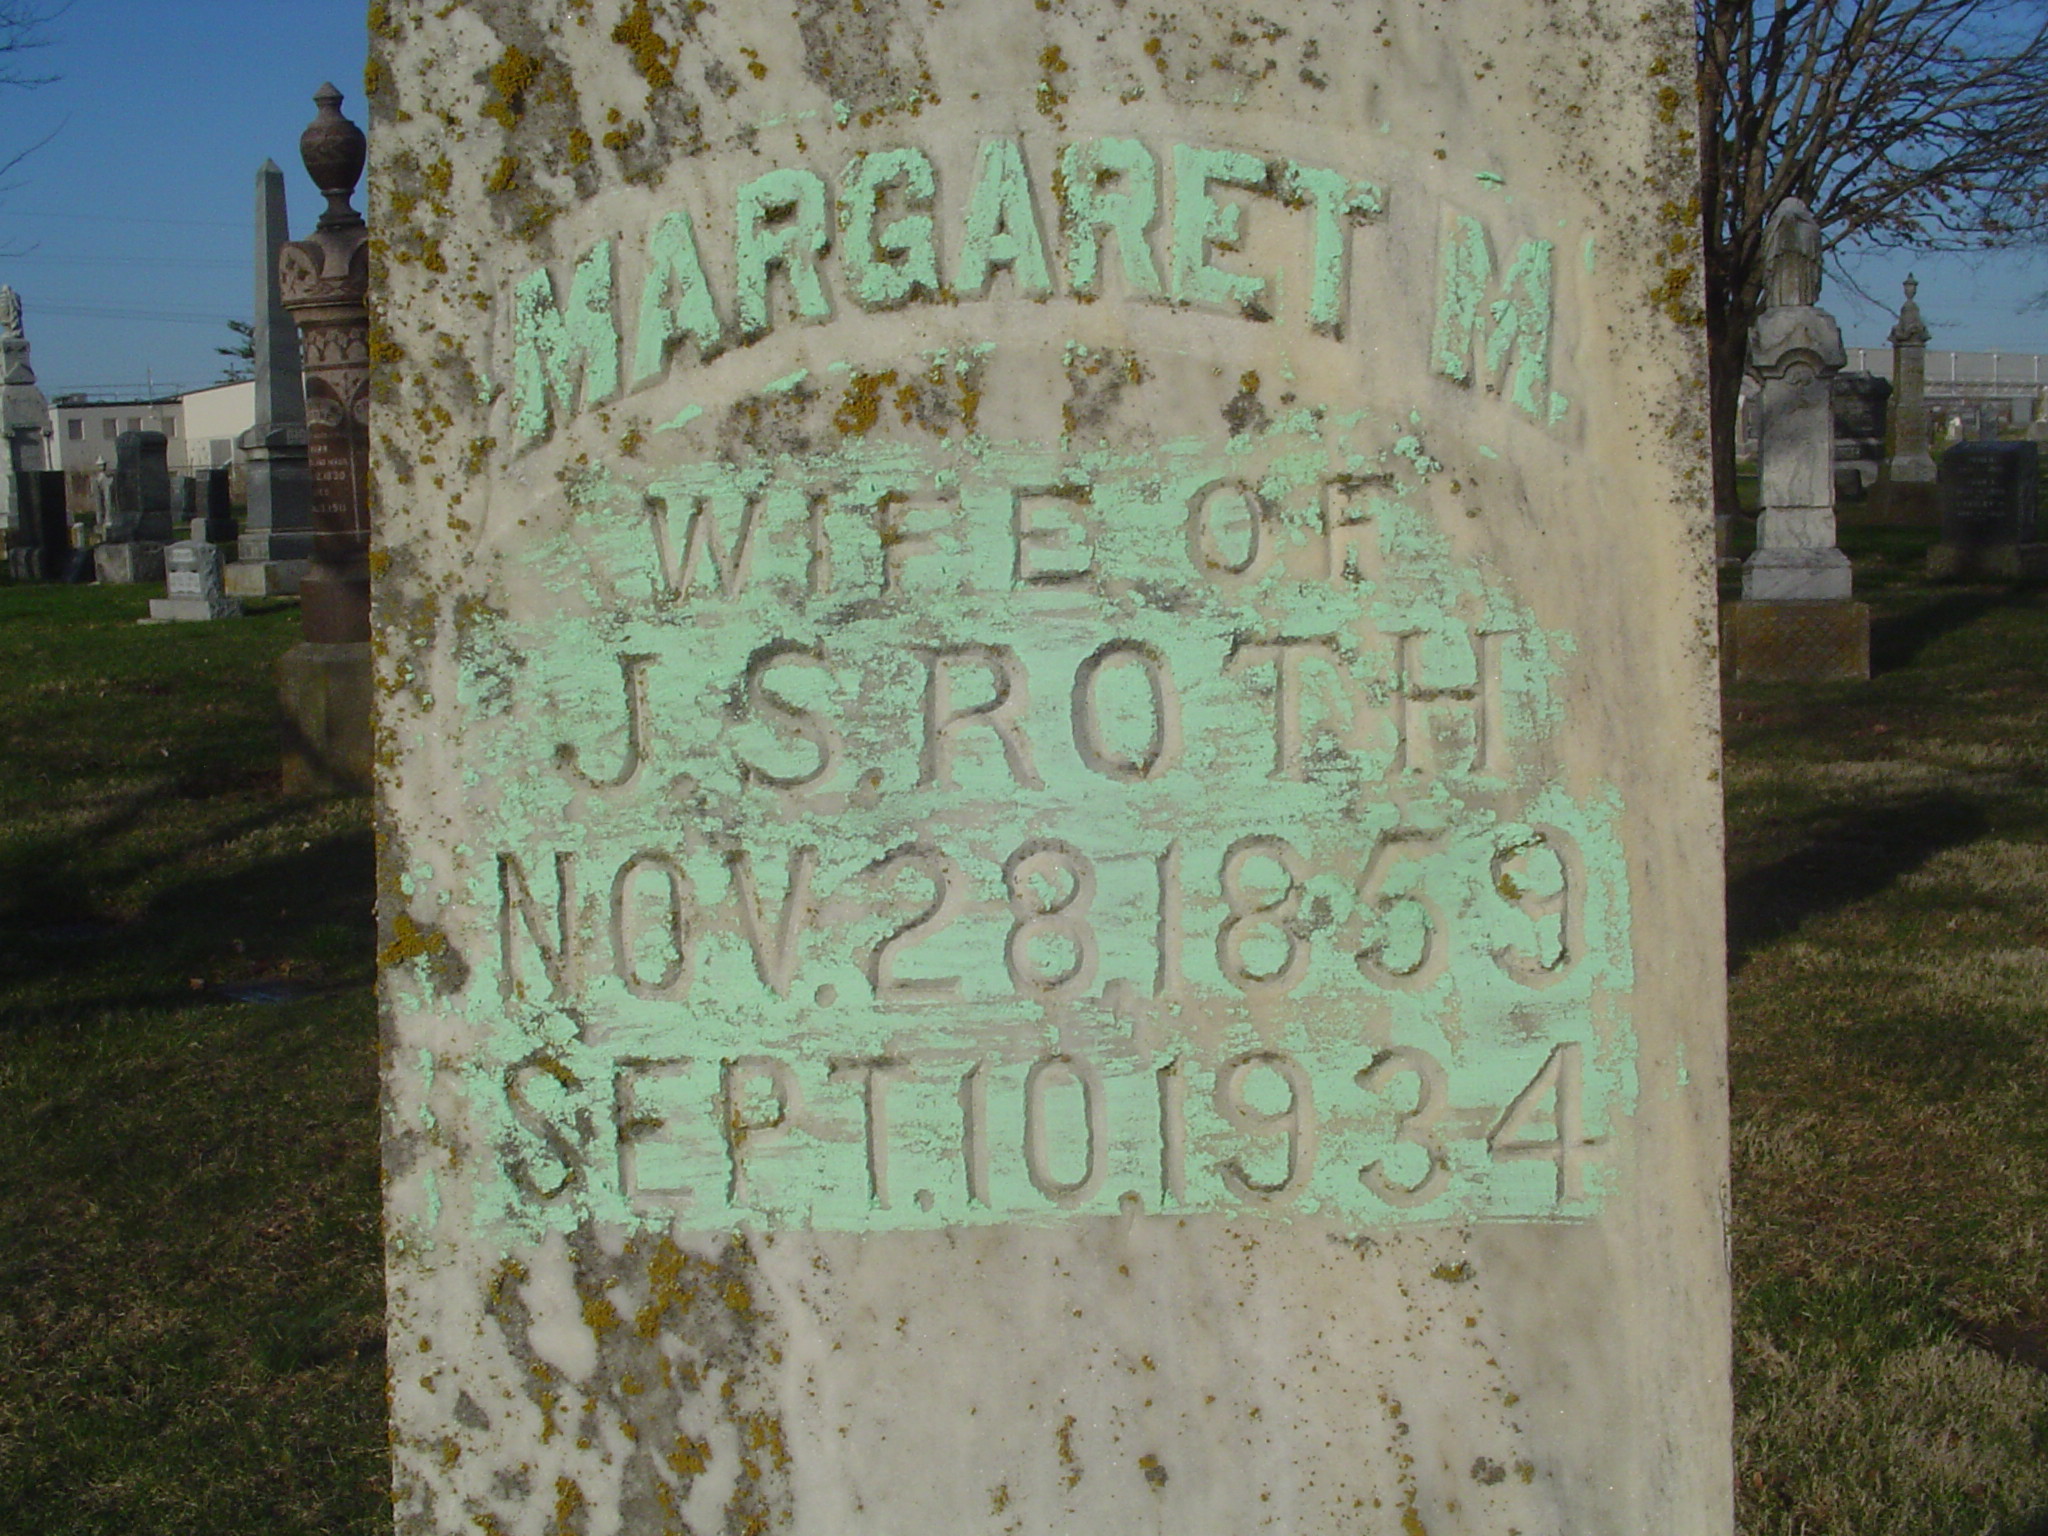 MARGARET M.
WIFE OF
J. S. ROTH
NOV. 28, 1859
SEPT. 10, 1934